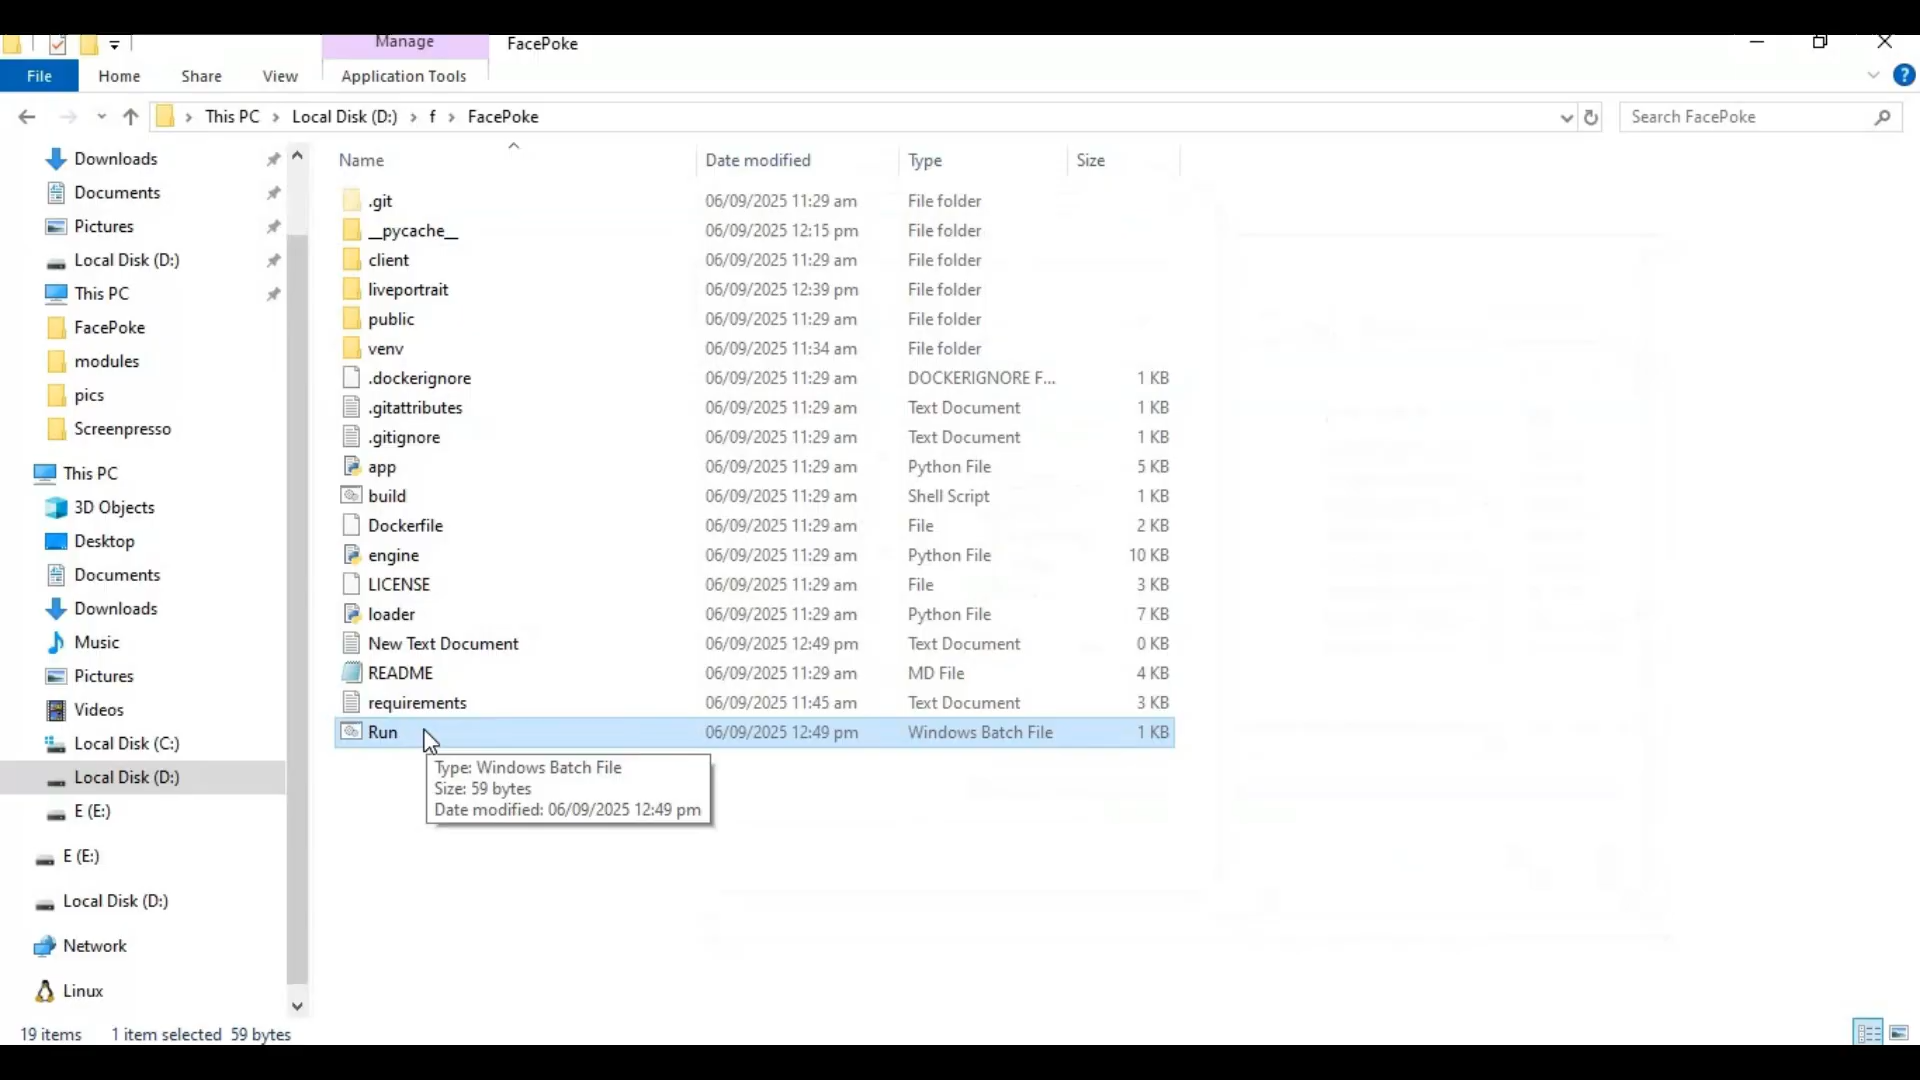 Manage
FacePoke
File
Home
Share
View
Application Tools
?
This PC
Local Disk (D:)
f
FacePoke
Search FacePoke
Downloads
Documents
Pictures
Local Disk (D:)
This PC
FacePoke
modules
pics
Screenpresso
This PC
3D Objects
Desktop
Documents
Downloads
Music
Pictures
Videos
Local Disk (C:)
Local Disk (D:)
E (E:)
E (E:)
Local Disk (D:)
Network
Linux
Name Date modified Type Size
.git 06/09/2025 11:29 am File folder
__pycache__ 06/09/2025 12:15 pm File folder
client 06/09/2025 11:29 am File folder
liveportrait 06/09/2025 12:39 pm File folder
public 06/09/2025 11:29 am File folder
venv 06/09/2025 11:34 am File folder
.dockerignore 06/09/2025 11:29 am DOCKERIGNORE F... 1 KB
.gitattributes 06/09/2025 11:29 am Text Document 1 KB
.gitignore 06/09/2025 11:29 am Text Document 1 KB
app 06/09/2025 11:29 am Python File 5 KB
build 06/09/2025 11:29 am Shell Script 1 KB
Dockerfile 06/09/2025 11:29 am File 2 KB
engine 06/09/2025 11:29 am Python File 10 KB
LICENSE 06/09/2025 11:29 am File 3 KB
loader 06/09/2025 11:29 am Python File 7 KB
New Text Document 06/09/2025 12:49 pm Text Document 0 KB
README 06/09/2025 11:29 am MD File 4 KB
requirements 06/09/2025 11:45 am Text Document 3 KB
Run 06/09/2025 12:49 pm Windows Batch File 1 KB
Type: Windows Batch File
Size: 59 bytes
Date modified: 06/09/2025 12:49 pm
19 items 1 item selected 59 bytes